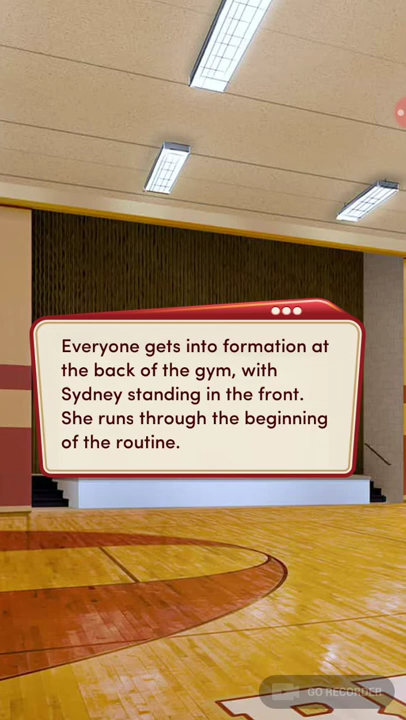 Everyone gets into formation at
the back of the gym, with
Sydney standing in the front.
She runs through the beginning
of the routine.
GO RECORDER